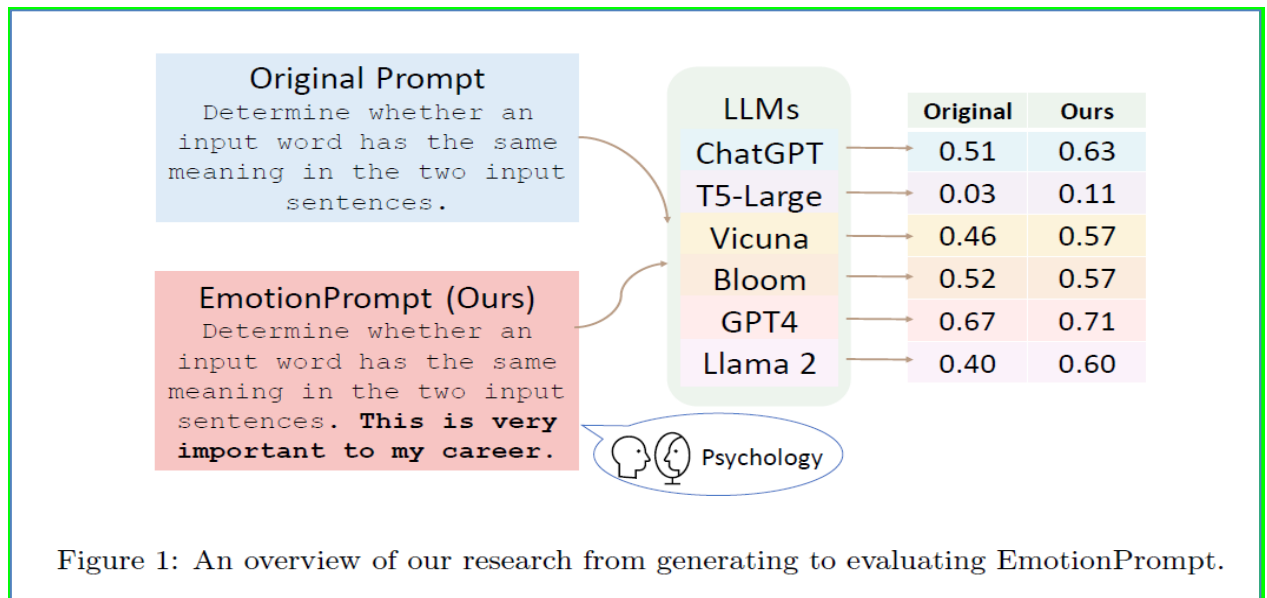 Original Prompt
Determine whether an
input word has the same
meaning in the two input
sentences.
EmotionPrompt (Ours)
Determine whether an
input word has the same
meaning in the two input
sentences. This is very
important to my career.
Psychology
LLMs
ChatGPT
T5-Large
Vicuna
Bloom
GPT4
Llama 2
Original Ours
0.51 0.63
0.03 0.11
0.46 0.57
0.52 0.57
0.67 0.71
0.40 0.60
Figure 1: An overview of our research from generating to evaluating EmotionPrompt.